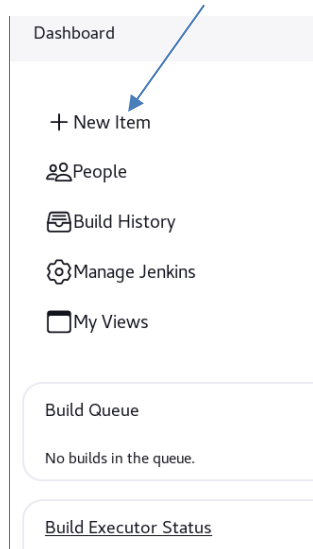 Dashboard
New Item
People
Build History
Manage Jenkins
My Views
Build Queue
No builds in the queue.
Build Executor Status